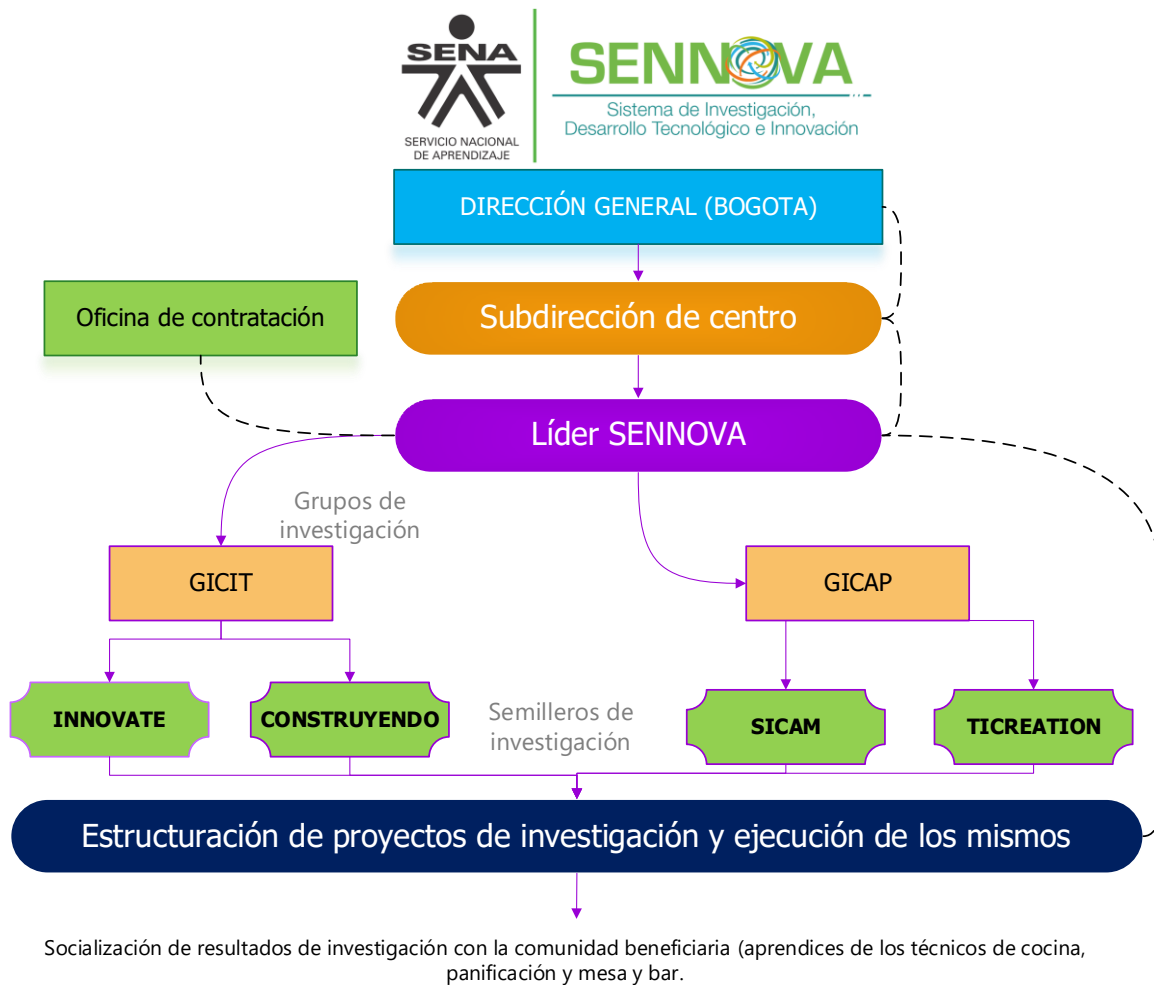 SENA
SERVICIO NACIONAL
DE APRENDIZAJE
SENNOVA
Sistema de Investigación,
Desarrollo Tecnológico e Innovación
DIRECCIÓN GENERAL (BOGOTA)
Oficina de contratación
Subdirección de centro
Líder SENNOVA
Grupos de
investigación
GICIT
GICAP
INNOVATE
CONSTRUYENDO
Semilleros de
investigación
SICAM
TICREATION
Estructuración de proyectos de investigación y ejecución de los mismos
Socialización de resultados de investigación con la comunidad beneficiaria (aprendices de los técnicos de cocina,
panificación y mesa y bar.